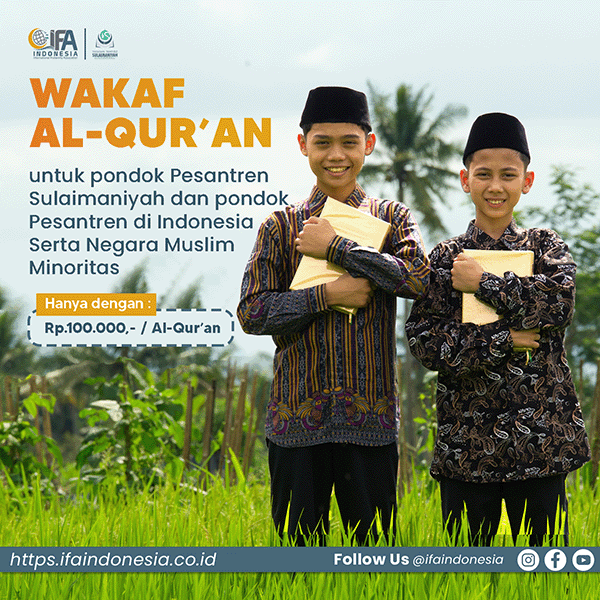 IFA
INDONESIA
SULAIMANIYAH
WAKAF
AL-QUR'AN
untuk pondok Pesantren
Sulaimaniyah dan pondok
Pesantren di Indonesia
Serta Negara Muslim
Minoritas
Hanya dengan :
Rp.100.000,- / Al-Qur'an
https.ifaindonesia.co.id
Follow Us @ifaindonesia